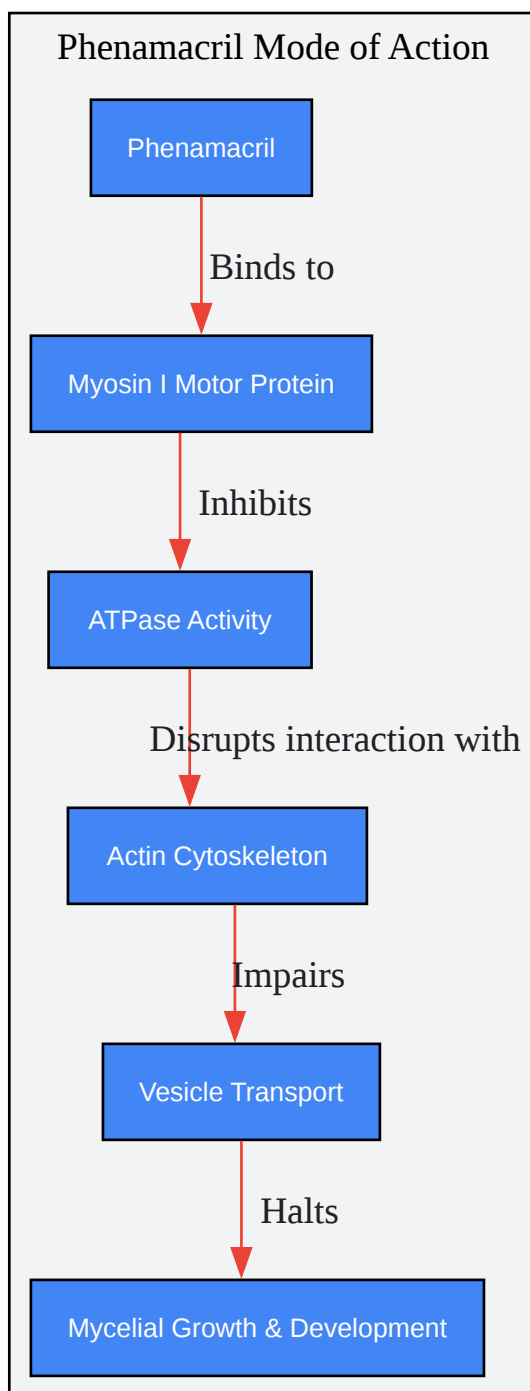 Phenamacril Mode of Action
Phenamacril
Binds to
Myosin I Motor Protein
Inhibits
ATPase Activity
Disrupts interaction with
Actin Cytoskeleton
Impairs
Vesicle Transport
Halts
Mycelial Growth & Development